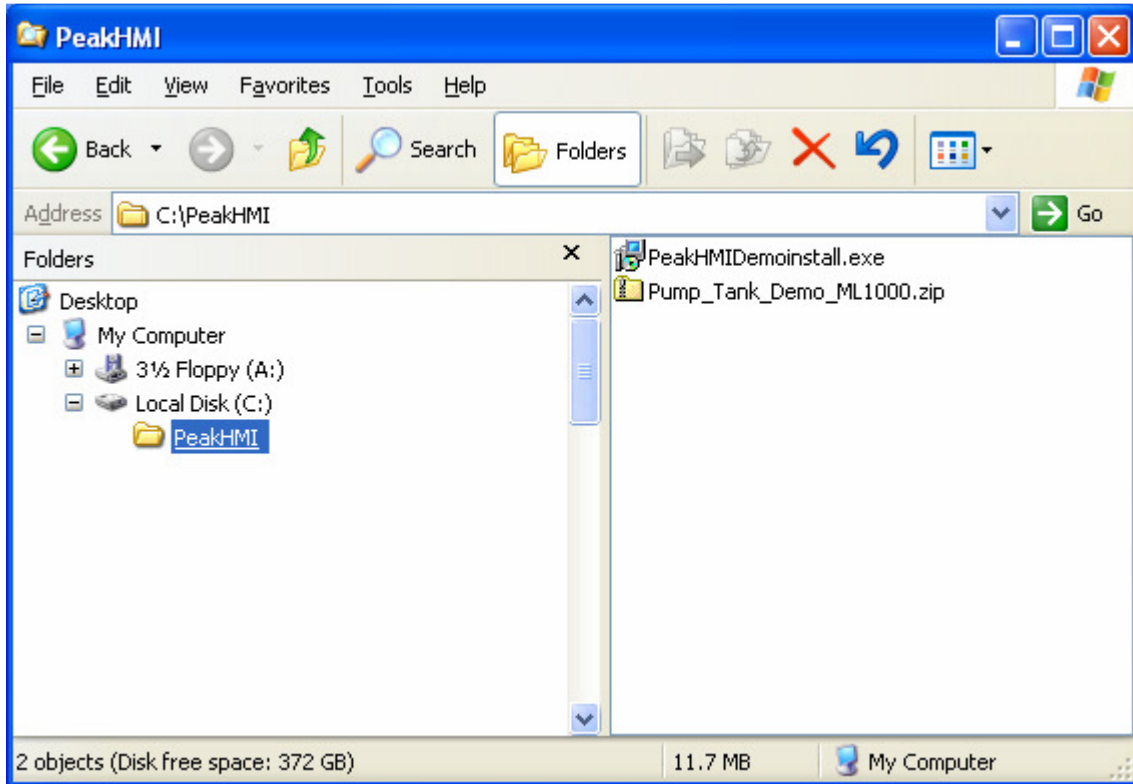 PeakHMI
File Edit View Favorites Tools Help
Back Search Folders
Address C:\PeakHMI Go
Folders
Desktop
My Computer
3½ Floppy (A:)
Local Disk (C:)
PeakHMI
PeakHMIDemoinstall.exe
Pump_Tank_Demo_ML1000.zip
2 objects (Disk free space: 372 GB) 11.7 MB My Computer